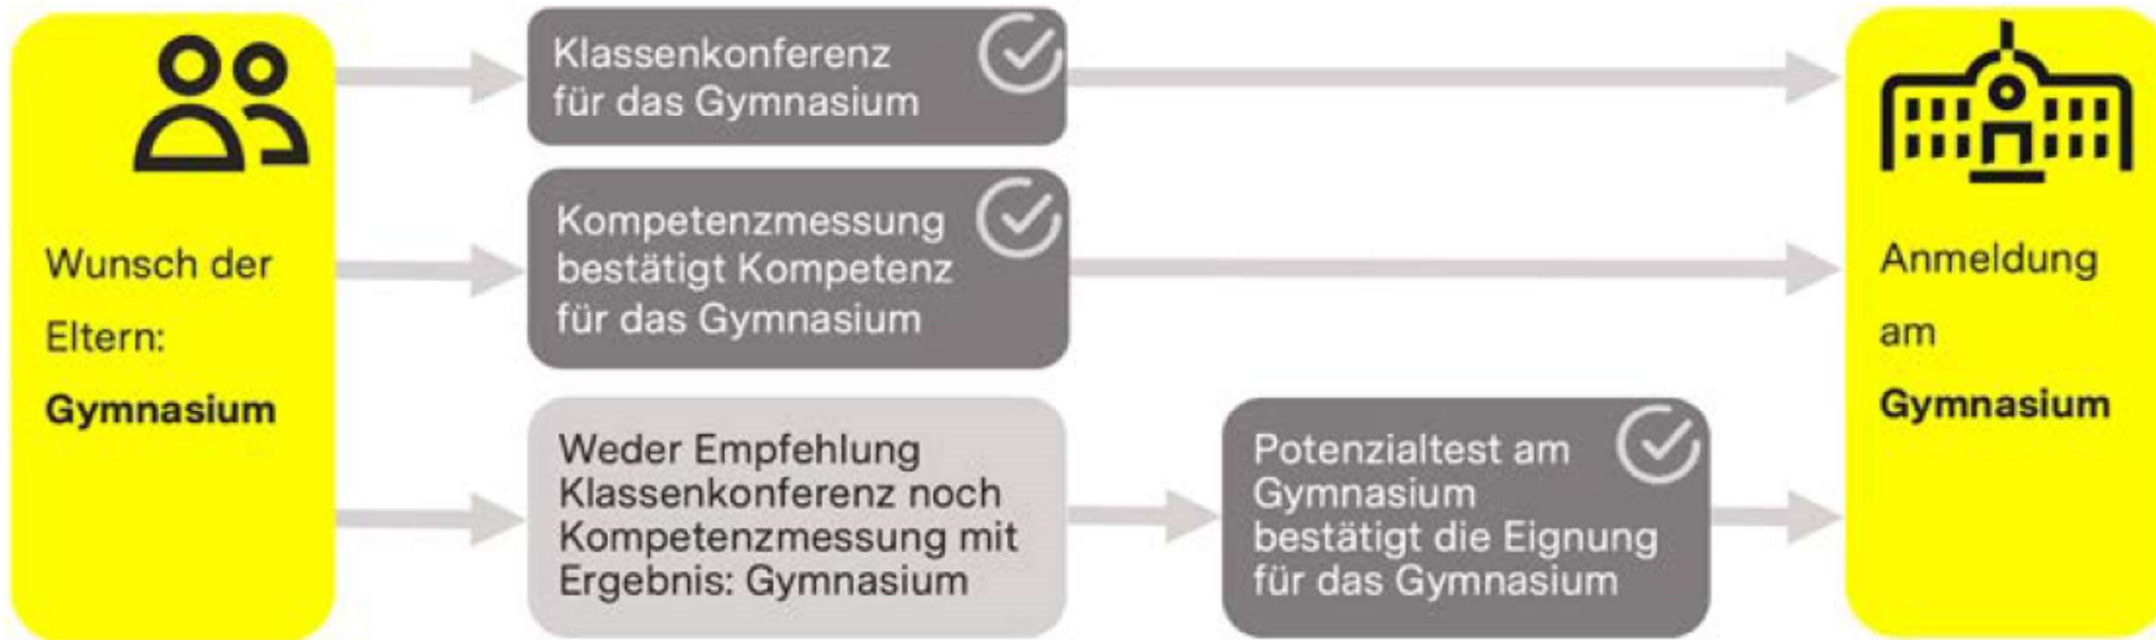 Wunsch der
Eltern:
Gymnasium
Klassenkonferenz
für das Gymnasium
Kompetenzmessung
bestätigt Kompetenz
für das Gymnasium
Weder Empfehlung
Klassenkonferenz noch
Kompetenzmessung mit
Ergebnis: Gymnasium
Potenzialtest am
Gymnasium
bestätigt die Eignung
für das Gymnasium
Anmeldung
am
Gymnasium